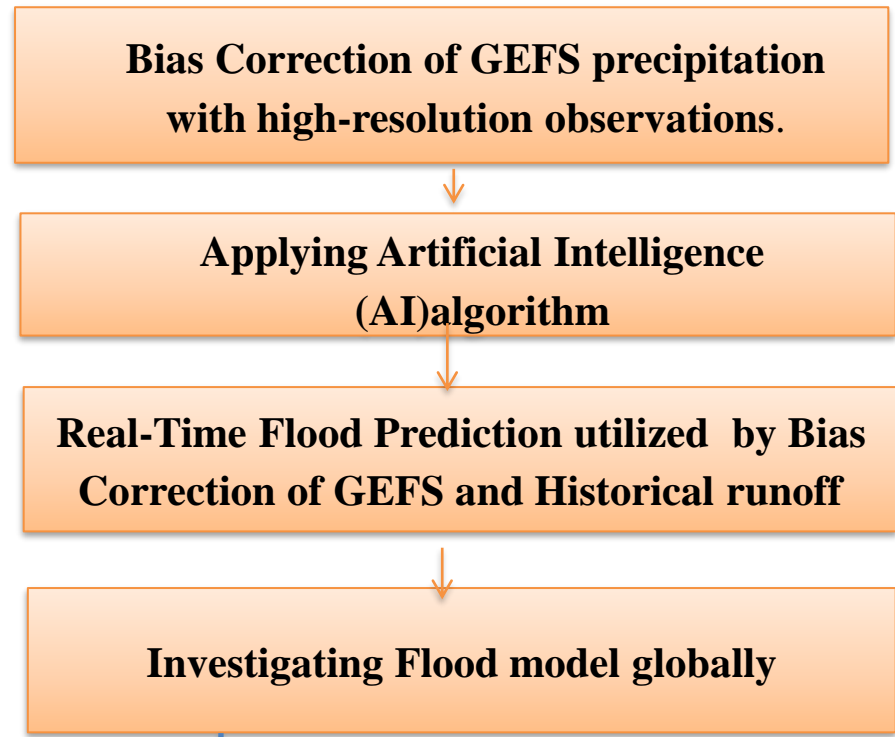 Bias Correction of GEFS precipitation
with high-resolution observations.
Applying Artificial Intelligence
(AI)algorithm
Real-Time Flood Prediction utilized  by Bias
Correction of GEFS and Historical runoff
Investigating Flood model globally